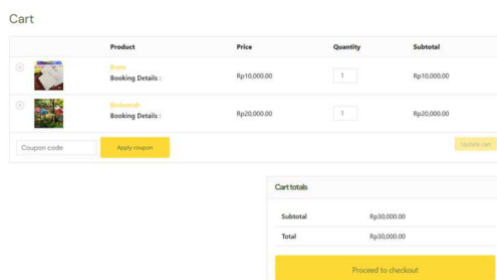 Cart
Product Price Quantity Subtotal
Booking Details :
Rp10,000.00 1 Rp10,000.00
Booking Details :
Rp20,000.00 1 Rp20,000.00
Coupon code Apply coupon Update cart
Cart totals
Subtotal Rp30,000.00
Total Rp30,000.00
Proceed to checkout